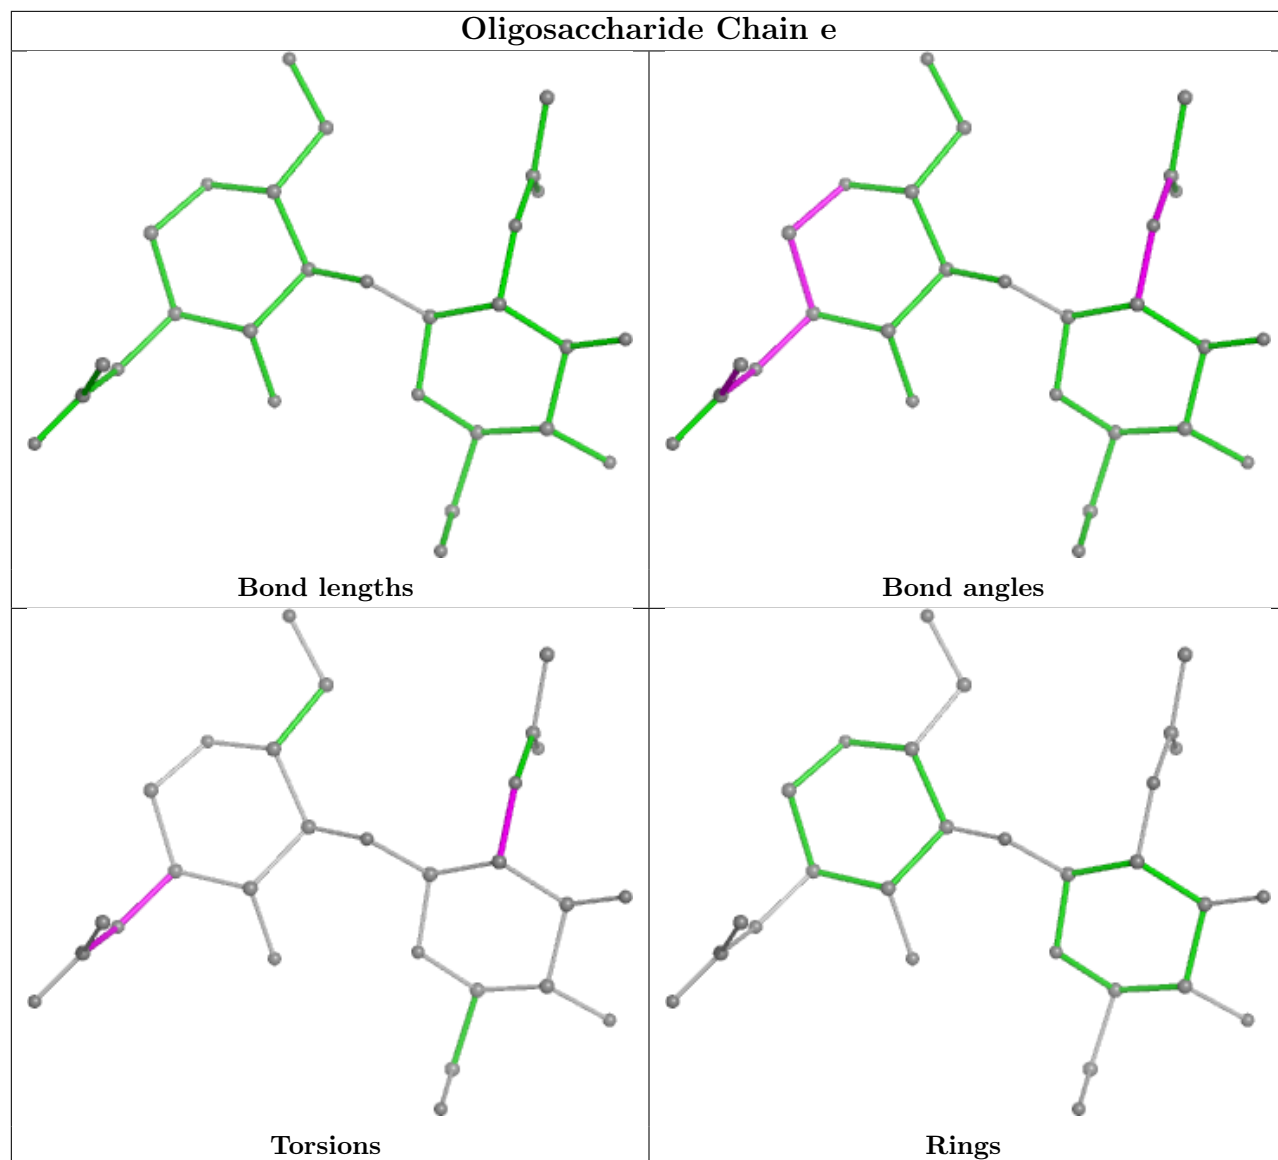 Oligosaccharide Chain e
Bond lengths
Bond angles
Torsions
Rings